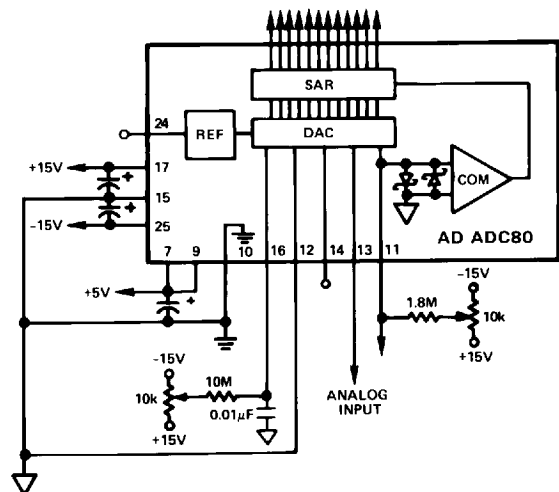 SAR
24
REF
DAC
+15V
17
15
-15V
25
COM
AD ADC80
7
9
10
16
12
14
13
11
+5V
-15V
1.8M
10k
+15V
-15V
10k
10M
0.01µF
+15V
ANALOG
INPUT